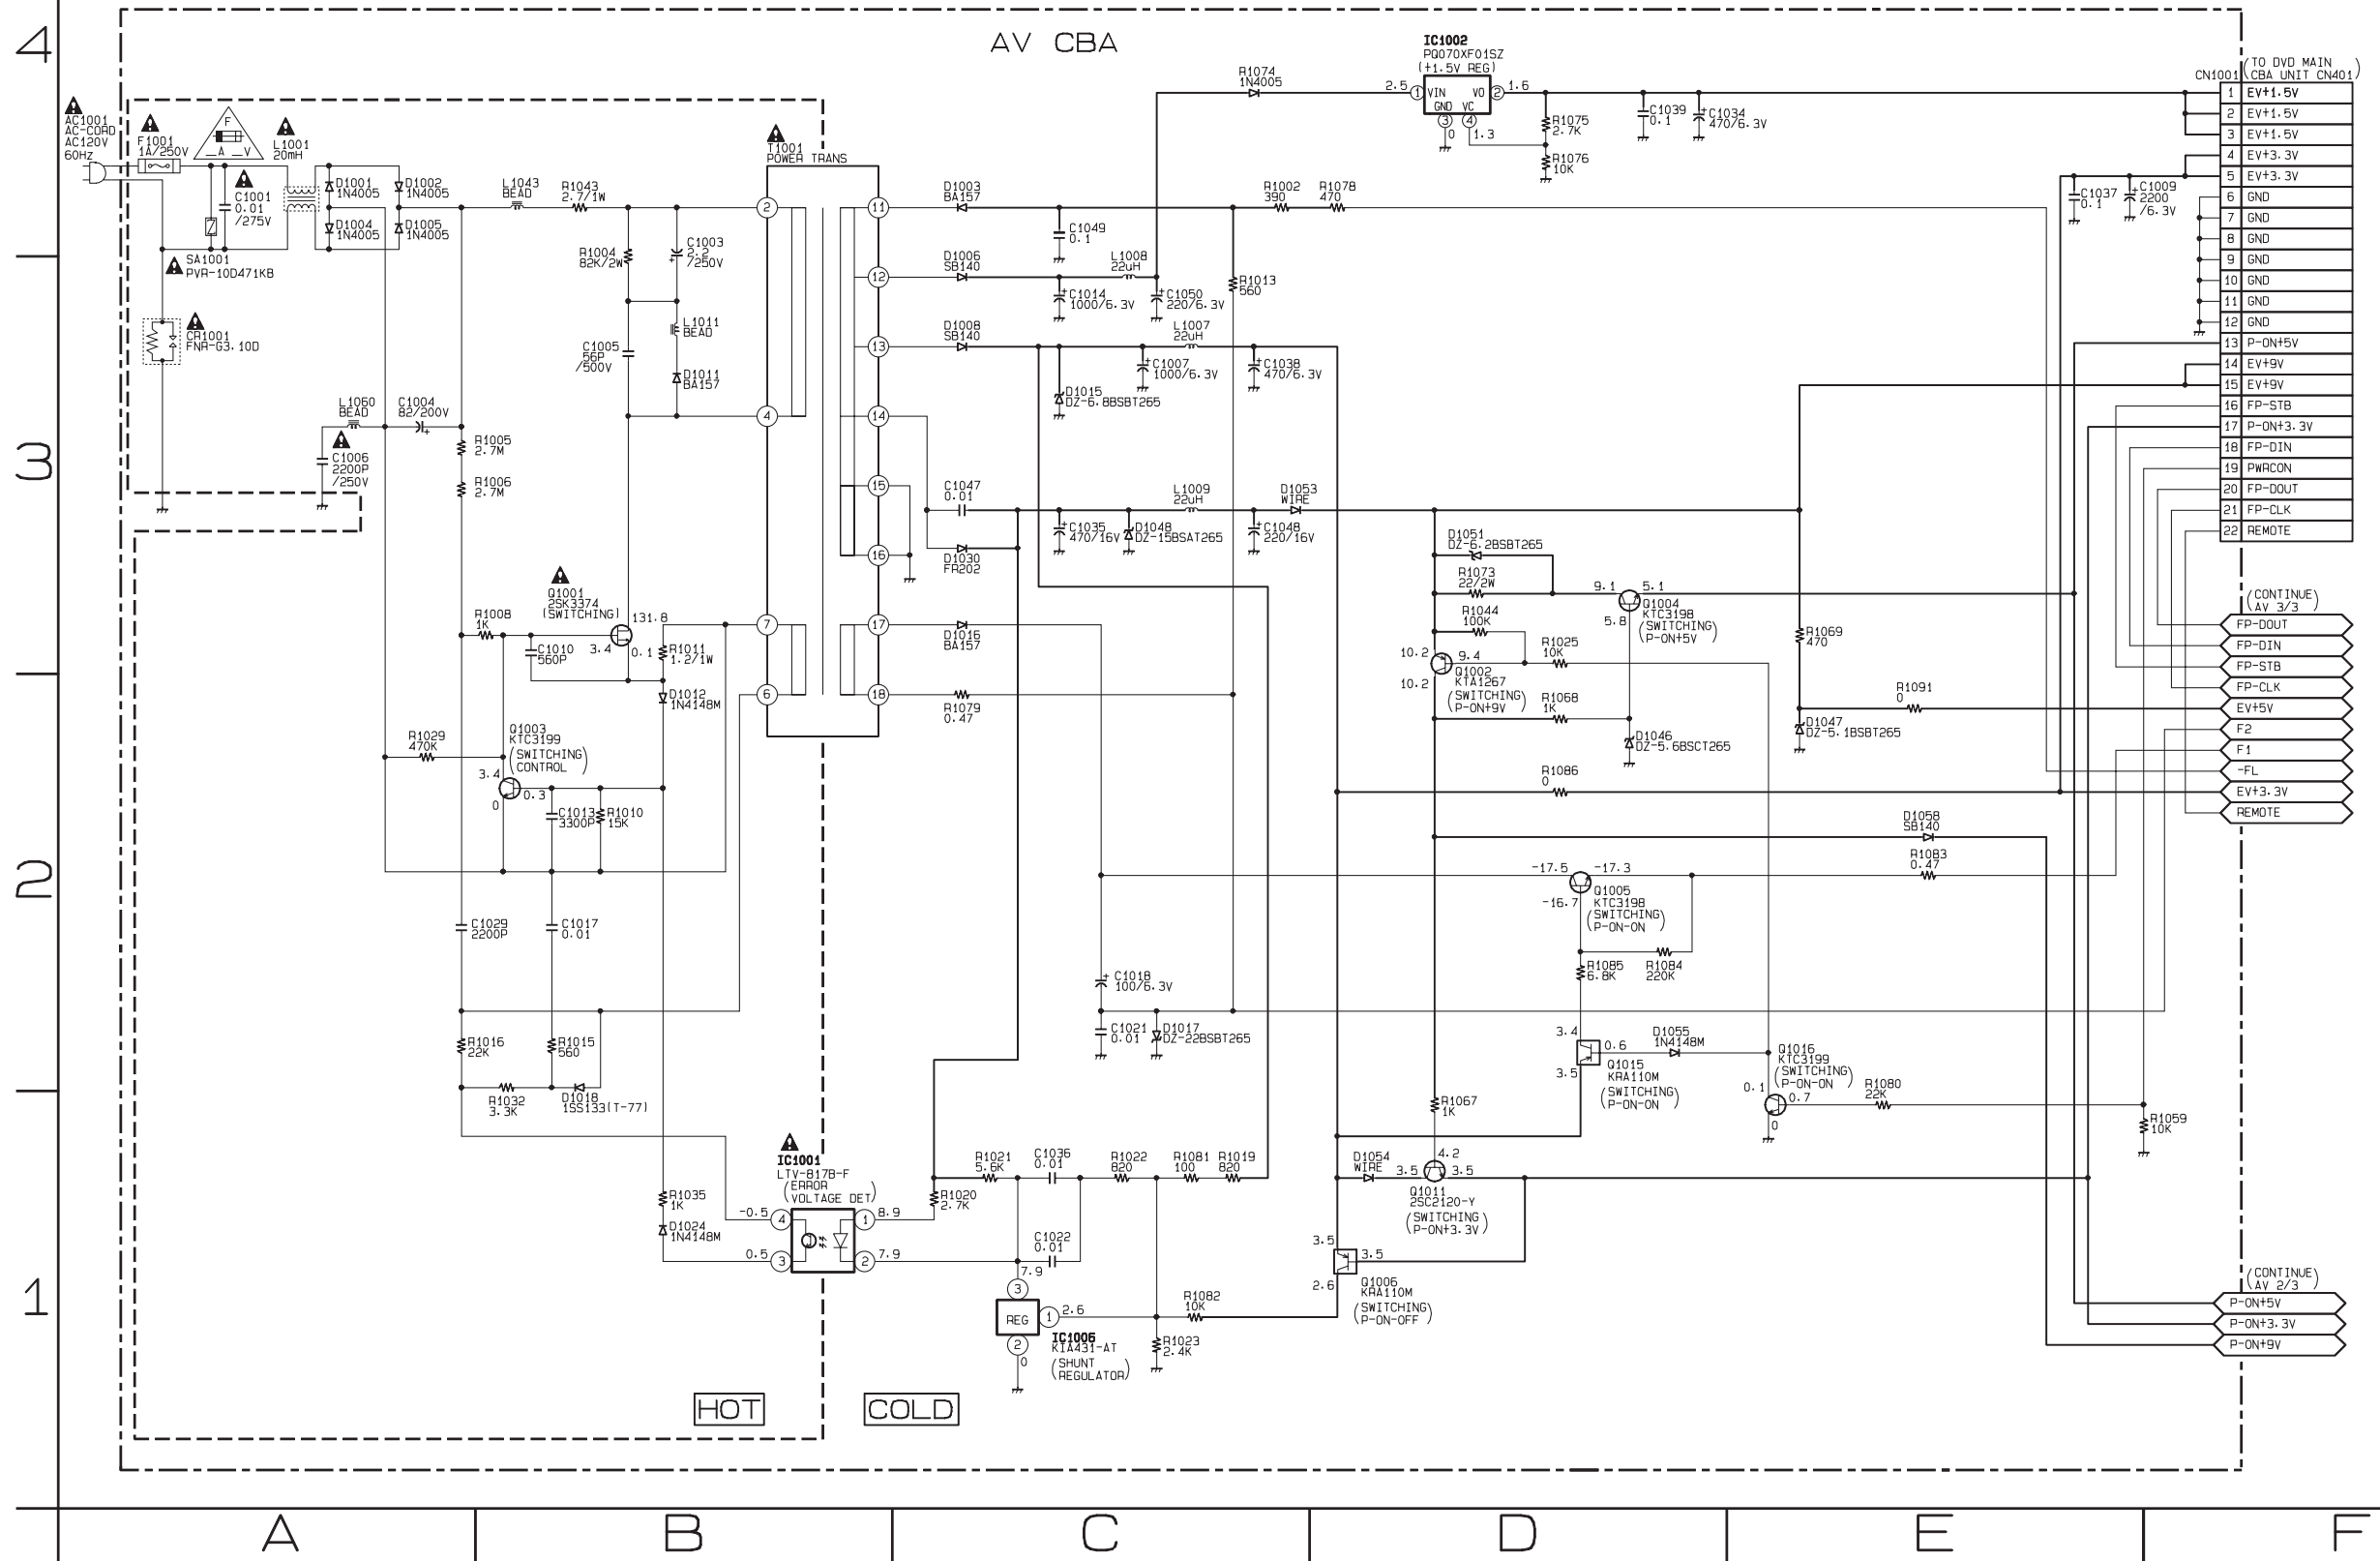 4
AV CBA
AC1001
AC-CORD
AC120V
60Hz
F1001
1A/250V
F
__A __V
L1001
20mH
C1001
0.01
/275V
SA1001
PVR-10D471KB
CR1001
FNR-G3.10D
D1001
1N4005
D1002
1N4005
D1004
1N4005
D1005
1N4005
L1043
BEAD
R1043
2.7/1W
R1004
82K/2W
C1003
2.2
/250V
L1011
BEAD
C1005
56P
/500V
D1011
BA157
T1001
POWER TRANS
2
4
7
6
11
12
13
14
15
16
17
18
D1003
BA157
C1049
0.1
D1006
SB140
L1008
22uH
C1014
1000/6.3V
C1050
220/6.3V
D1008
SB140
L1007
22uH
D1015
DZ-6.8BSBT265
C1007
1000/6.3V
C1038
470/6.3V
R1074
1N4005
R1002
390
R1078
470
R1013
560
IC1002
PQ070XF01SZ
(+1.5V REG)
2.5
1
VIN
VO
2
1.6
GND
VC
3
4
0
1.3
R1075
2.7K
R1076
10K
C1039
0.1
C1034
470/6.3V
CN1001
(TO DVD MAIN
CBA UNIT CN401)
1 EV+1.5V
2 EV+1.5V
3 EV+1.5V
4 EV+3.3V
5 EV+3.3V
6 GND
7 GND
8 GND
9 GND
10 GND
11 GND
12 GND
13 P-ON+5V
14 EV+9V
15 EV+9V
16 FP-STB
17 P-ON+3.3V
18 FP-DIN
19 PWRCON
20 FP-DOUT
21 FP-CLK
22 REMOTE
C1037
0.1
C1009
2200
/6.3V
3
L1060
BEAD
C1004
82/200V
C1006
2200P
/250V
R1005
2.7M
R1006
2.7M
C1047
0.01
D1030
FR202
C1035
470/16V
D1048
DZ-15BSAT265
L1009
22uH
C1048
220/16V
D1053
WIRE
D1051
DZ-6.2BSBT265
R1073
22/2W
R1044
100K
R1025
10K
9.1
5.1
5.8
Q1004
KTC3198
(SWITCHING)
P-ON+5V
10.2
9.4
10.2
Q1002
KTA1267
(SWITCHING)
P-ON+9V
R1068
1K
D1046
DZ-5.6BSCT265
R1069
470
D1047
DZ-5.1BSBT265
R1091
0
(CONTINUE)
AV 3/3
FP-DOUT
FP-DIN
FP-STB
FP-CLK
EV+5V
F2
F1
-FL
EV+3.3V
REMOTE
Q1001
2SK3374
(SWITCHING)
131.8
3.4
0.1
R1008
1K
C1010
560P
R1011
1.2/1W
D1012
1N4148M
D1016
BA157
R1079
0.47
R1029
470K
Q1003
KTC3199
(SWITCHING)
CONTROL
3.4
0
0.3
C1013
3300P
R1010
15K
2
C1029
2200P
C1017
0.01
R1086
0
D1058
SB140
R1083
0.47
-17.5
-17.3
-16.7
Q1005
KTC3198
(SWITCHING)
P-ON-ON
R1085
6.8K
R1084
220K
C1018
100/6.3V
C1021
0.01
D1017
DZ-22BSBT265
R1016
22K
R1015
560
R1032
3.3K
D1018
1SS133(T-77)
3.4
0.6
3.5
Q1015
KRA110M
(SWITCHING)
P-ON-ON
D1055
1N4148M
Q1016
KTC3199
(SWITCHING)
P-ON-ON
0.1
0.7
0
R1080
22K
R1059
10K
R1067
1K
1
IC1001
LTV-817B-F
(ERROR
VOLTAGE DET)
R1035
1K
D1024
1N4148M
-0.5
4
1
8.9
0.5
3
2
7.9
R1021
5.6K
R1020
2.7K
C1036
0.01
C1022
0.01
R1022
820
R1081
100
R1019
820
7.9
3
REG
1
2.6
2
0
IC1006
KIA431-AT
(SHUNT
REGULATOR)
R1082
10K
R1023
2.4K
D1054
WIRE
3.5
4.2
3.5
Q1011
2SC2120-Y
(SWITCHING)
P-ON+3.3V
3.5
3.5
2.6
Q1006
KRA110M
(SWITCHING)
P-ON-OFF
(CONTINUE)
AV 2/3
P-ON+5V
P-ON+3.3V
P-ON+9V
HOT
COLD
A
B
C
D
E
F